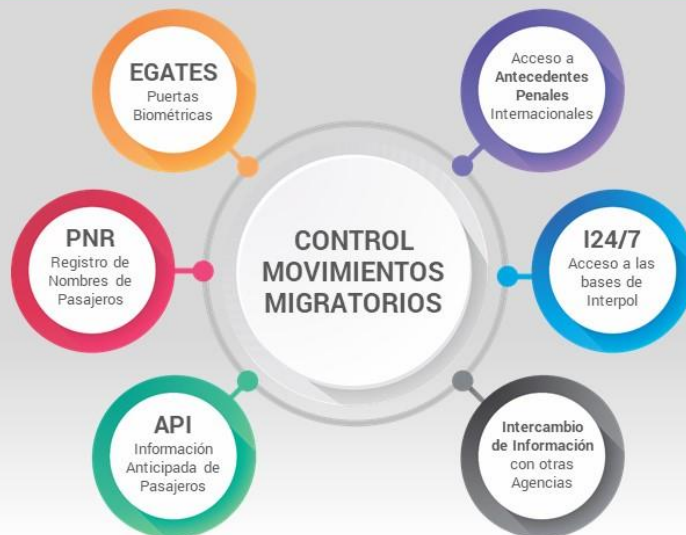 EGATES
Puertas
Biométricas
Acceso a
Antecedentes
Penales
Internacionales
PNR
Registro de
Nombres de
Pasajeros
CONTROL
MOVIMIENTOS
MIGRATORIOS
I24/7
Acceso a las
bases de
Interpol
API
Información
Anticipada de
Pasajeros
Intercambio
de Información
con otras
Agencias